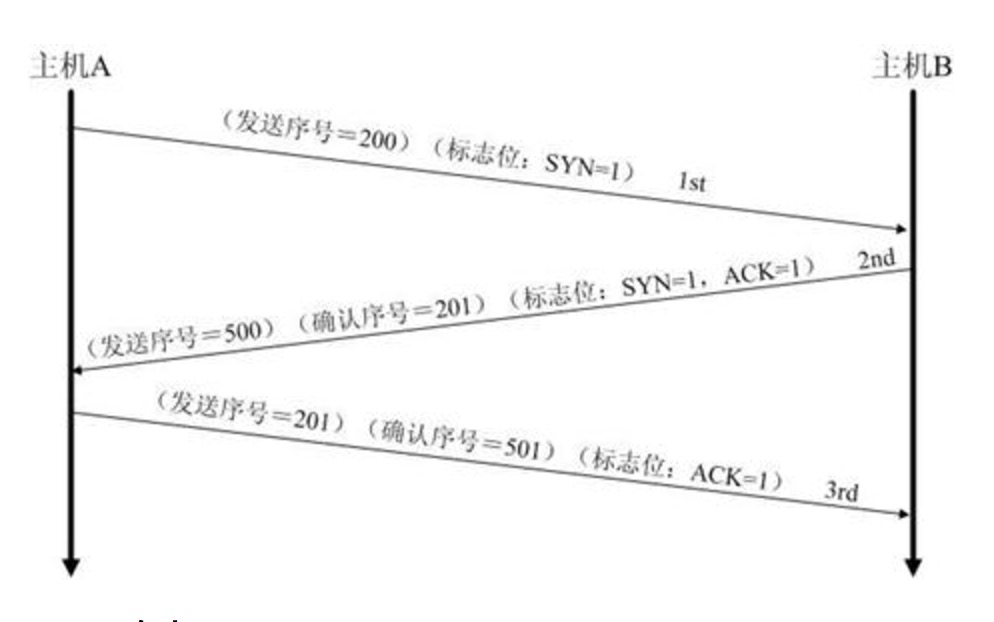 主机A
主机B
（发送序号＝200）（标志位：SYN=1） 1st
（发送序号＝500）（确认序号＝201）（标志位：SYN=1，ACK=1） 2nd
（发送序号＝201）（确认序号＝501）（标志位：ACK=1） 3rd